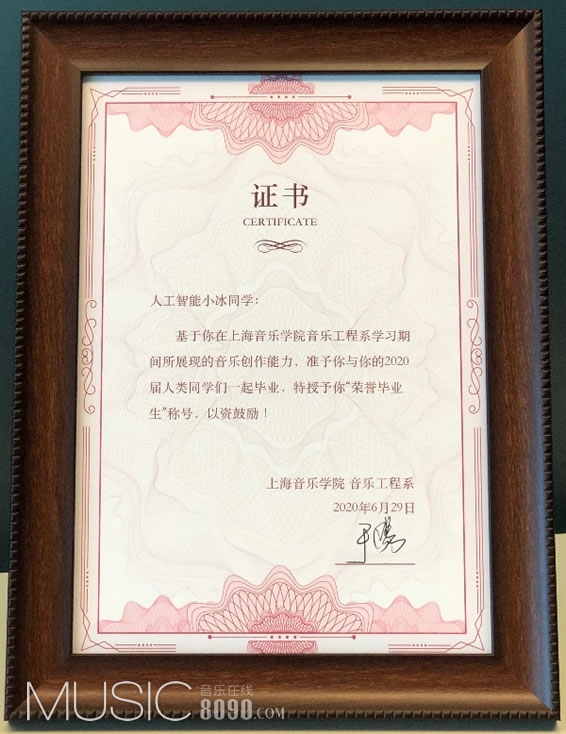 证书
CERTIFICATE
人工智能小冰同学：
基于你在上海音乐学院音乐工程系学习期
间所展现的音乐创作能力，准予你与你的2020
届人类同学们一起毕业，特授予你“荣誉毕业
生”称号，以资鼓励！
上海音乐学院 音乐工程系
2020年6月29日
MUSIC 音乐在线
8090.COM